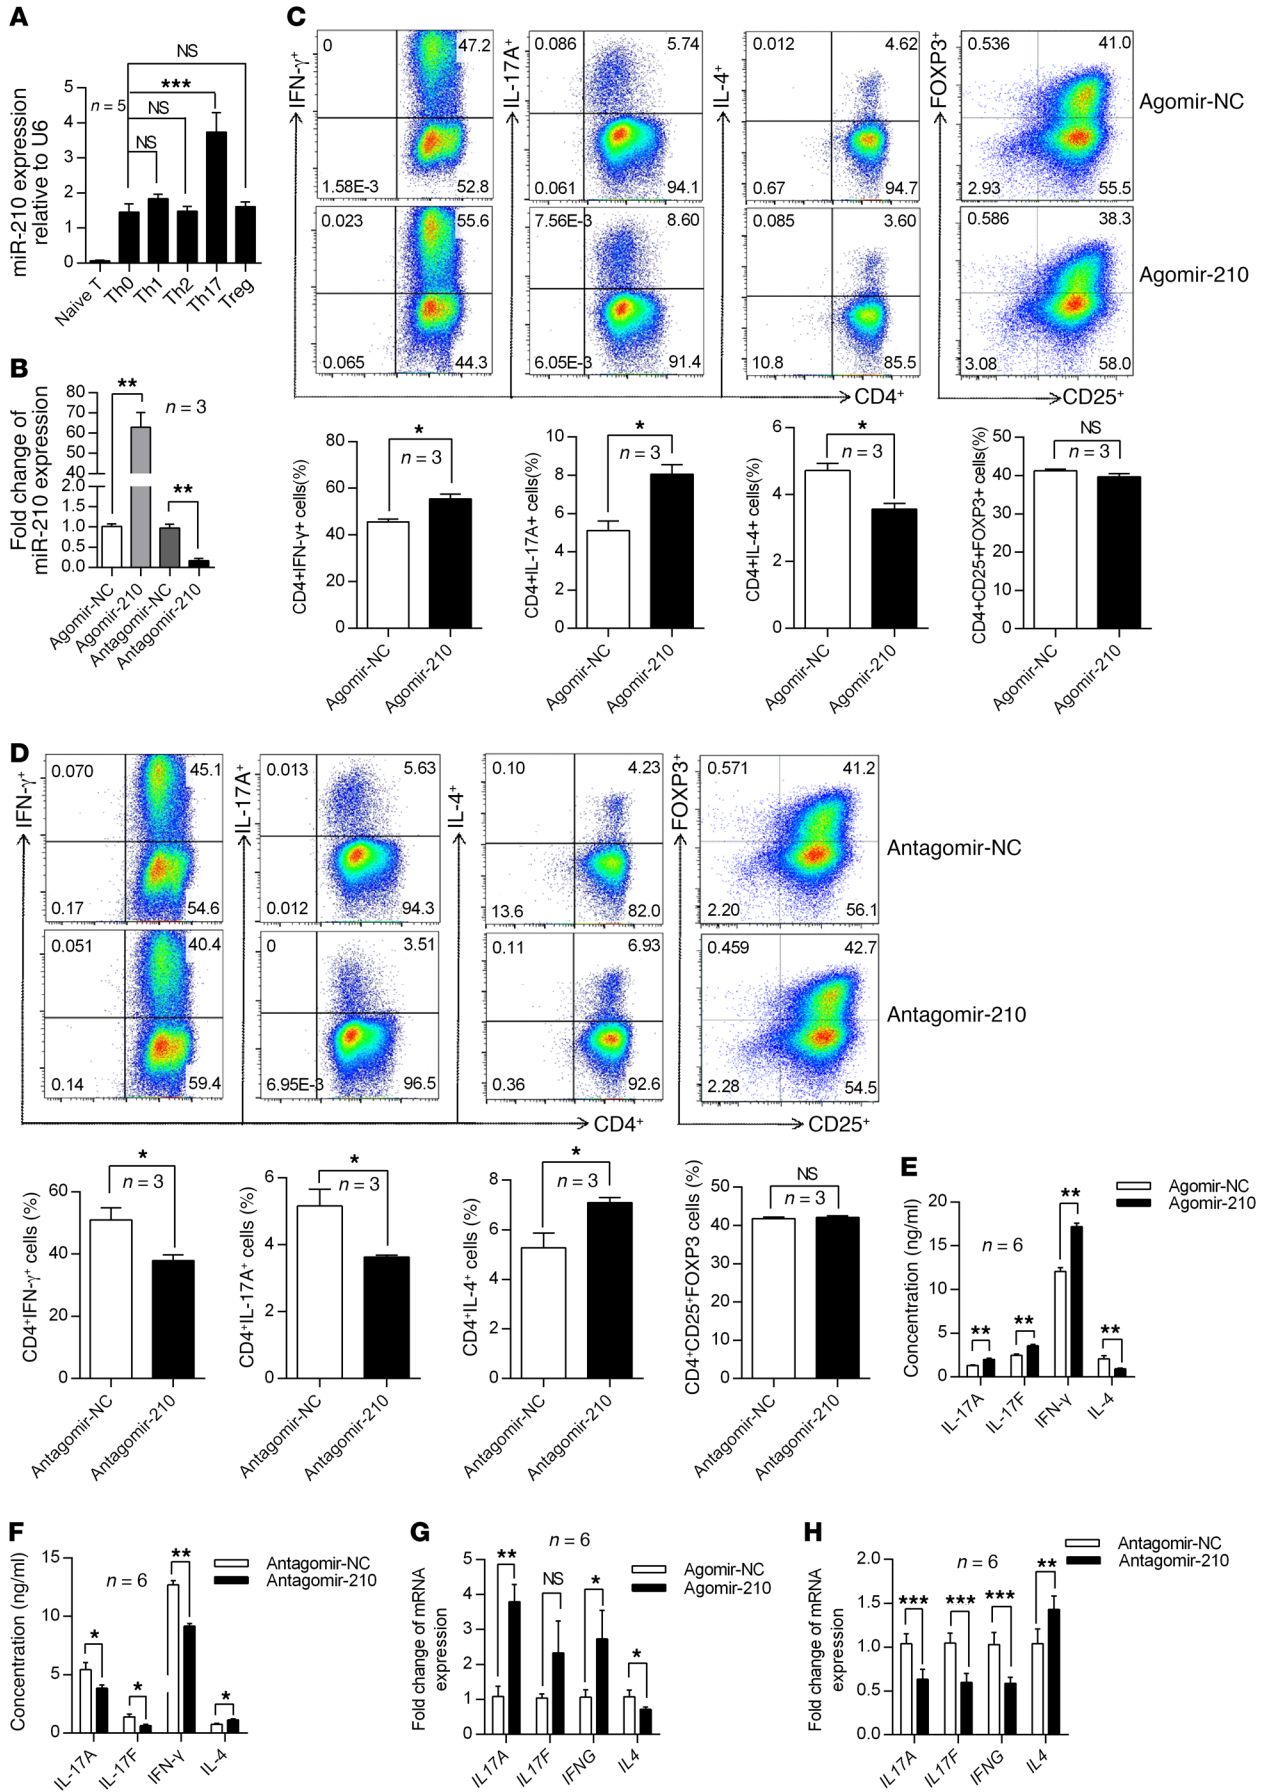 A
NS
***
NS
NS
n = 5
miR-210 expression
relative to U6
5
4
3
2
1
0
Naive T
Th0
Th1
Th2
Th17
Treg
B
**
n = 3
**
Fold change of
miR-210 expression
80
70
60
50
40
2.0
1.5
1.0
0.5
0.0
Agomir-NC
Agomir-210
Antagomir-NC
Antagomir-210
C
IFN-γ+
0 47.2
1.58E-3 52.8
IL-17A+
0.086 5.74
0.061 94.1
IL-4+
0.012 4.62
0.67 94.7
FOXP3+
0.536 41.0
2.93 55.5
Agomir-NC
0.023 55.6
0.065 44.3
7.56E-3 8.60
6.05E-3 91.4
0.085 3.60
10.8 85.5
0.586 38.3
3.08 58.0
Agomir-210
CD4+
CD25+
CD4+IFN-γ+ cells(%)
80
60
40
20
0
*
n = 3
Agomir-NC
Agomir-210
CD4+IL-17A+ cells(%)
10
8
6
4
2
0
*
n = 3
Agomir-NC
Agomir-210
CD4+IL-4+ cells(%)
6
4
2
0
*
n = 3
Agomir-NC
Agomir-210
CD4+CD25+FOXP3+ cells(%)
50
40
30
20
10
0
NS
n = 3
Agomir-NC
Agomir-210
D
IFN-γ+
0.070 45.1
0.17 54.6
IL-17A+
0.013 5.63
0.012 94.3
IL-4+
0.10 4.23
13.6 82.0
FOXP3+
0.571 41.2
2.20 56.1
Antagomir-NC
0.051 40.4
0.14 59.4
0 3.51
6.95E-3 96.5
0.11 6.93
0.36 92.6
0.459 42.7
2.28 54.5
Antagomir-210
CD4+
CD25+
CD4+IFN-γ+ cells (%)
60
40
20
0
*
n = 3
Antagomir-NC
Antagomir-210
CD4+IL-17A+ cells (%)
6
4
2
0
*
n = 3
Antagomir-NC
Antagomir-210
CD4+IL-4+ cells (%)
8
6
4
2
0
*
n = 3
Antagomir-NC
Antagomir-210
CD4+CD25+FOXP3 cells (%)
50
40
30
20
10
0
NS
n = 3
Antagomir-NC
Antagomir-210
E
Agomir-NC
Agomir-210
Concentration (ng/ml)
20
15
10
5
0
n = 6
**
**
**
**
IL-17A
IL-17F
IFN-γ
IL-4
F
Antagomir-NC
Antagomir-210
Concentration (ng/ml)
15
10
5
0
n = 6
*
*
**
*
IL-17A
IL-17F
IFN-γ
IL-4
G
n = 6
Agomir-NC
Agomir-210
Fold change of mRNA
expression
5
4
3
2
1
0
**
NS
*
*
IL17A
IL17F
IFNG
IL4
H
n = 6
Antagomir-NC
Antagomir-210
Fold change of mRNA
expression
2.0
1.5
1.0
0.5
0.0
***
***
***
**
IL17A
IL17F
IFNG
IL4